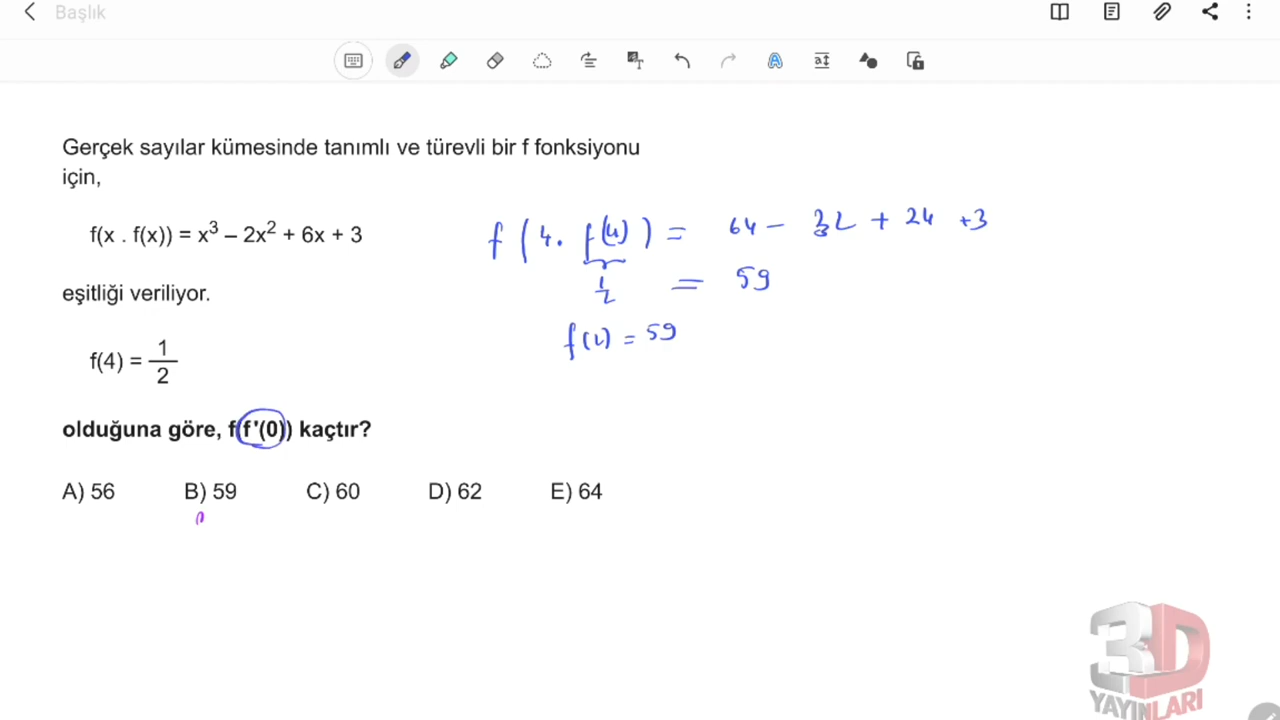 Başlık
Gerçek sayılar kümesinde tanımlı ve türevli bir f fonksiyonu
için,
f(x . f(x)) = x³ – 2x² + 6x + 3
eşitliği veriliyor.
f(4) = 1/2
olduğuna göre, f(f'(0)) kaçtır?
A) 56 B) 59 C) 60 D) 62 E) 64
f(4. f(4)) = 64 - 32 + 24 +3
1/2 = 59
f(2) = 59
3D
YAYINLARI